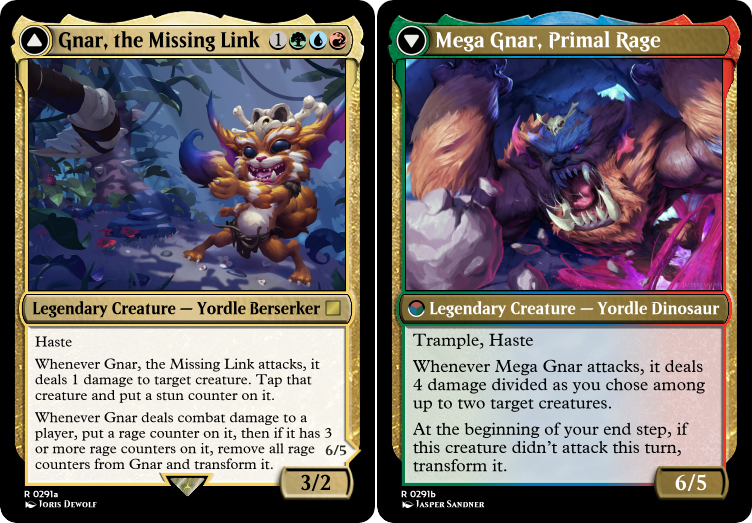 Gnar, the Missing Link 1
Legendary Creature — Yordle Berserker
Haste
Whenever Gnar, the Missing Link attacks, it
deals 1 damage to target creature. Tap that
creature and put a stun counter on it.
Whenever Gnar deals combat damage to a
player, put a rage counter on it, then if it has 3
or more rage counters on it, remove all rage
counters from Gnar and transform it.
6/5
3/2
R 0291a
Joris Dewolf
Mega Gnar, Primal Rage
Legendary Creature — Yordle Dinosaur
Trample, Haste
Whenever Mega Gnar attacks, it deals
4 damage divided as you chose among
up to two target creatures.
At the beginning of your end step, if
this creature didn't attack this turn,
transform it.
6/5
R 0291b
Jasper Sandner